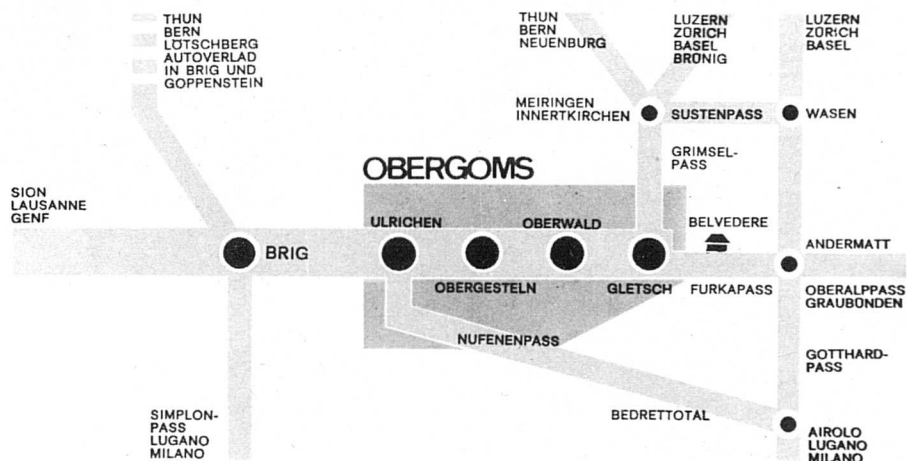 THUN
BERN
LÖTSCHBERG
AUTOVERLAD
IN BRIG UND
GOPPENSTEIN
THUN
BERN
NEUENBURG
LUZERN
ZÜRICH
BASEL
BRÜNIG
LUZERN
ZÜRICH
BASEL
MEIRINGEN
INNERTKIRCHEN
SUSTENPASS
WASEN
GRIMSEL-
PASS
OBERGOMS
SION
LAUSANNE
GENF
ULRICHEN
OBERWALD
BELVEDERE
BRIG
ANDERMATT
OBERGESTELN
GLETSCH
FURKAPASS
OBERALPPASS
GRAUBÜNDEN
NUFENENPASS
GOTTHARD-
PASS
SIMPLON-
PASS
LUGANO
MILANO
BEDRETTOTAL
AIROLO
LUGANO
MILANO